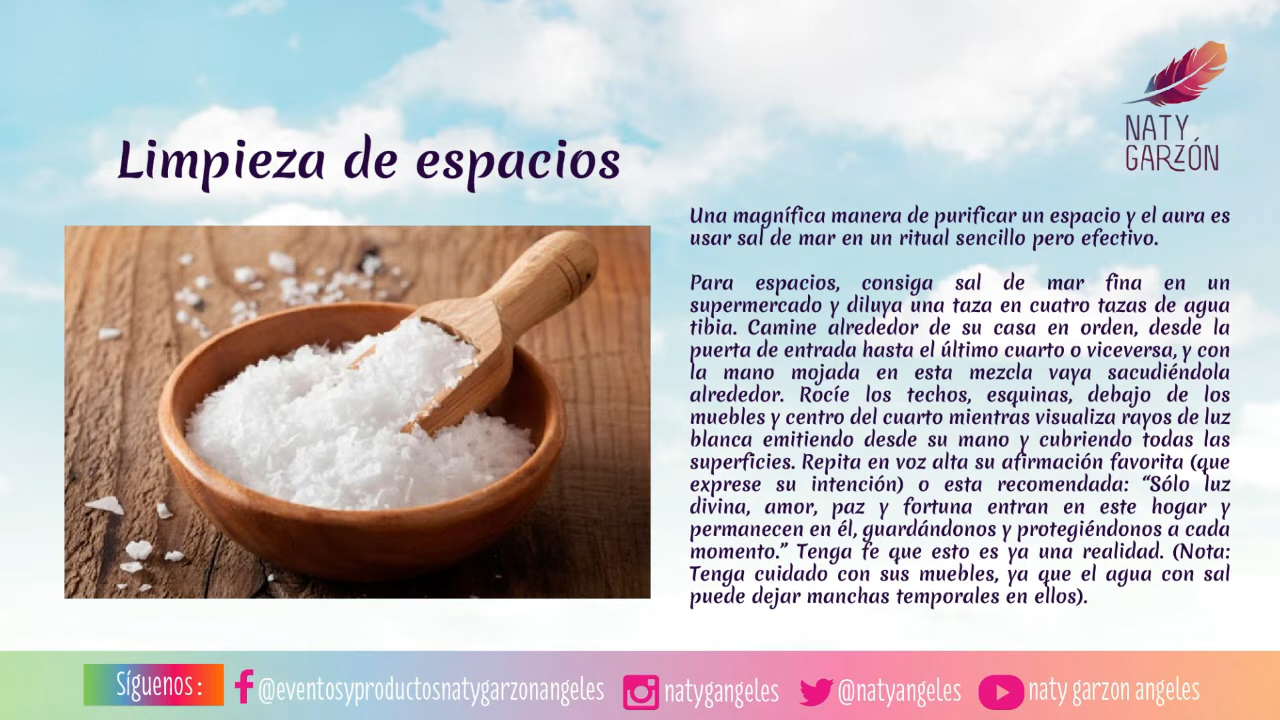 NATY
GARZÓN
Limpieza de espacios
Una magnífica manera de purificar un espacio y el aura es
usar sal de mar en un ritual sencillo pero efectivo.
Para espacios, consiga sal de mar fina en un
supermercado y diluya una taza en cuatro tazas de agua
tibia. Camine alrededor de su casa en orden, desde la
puerta de entrada hasta el último cuarto o viceversa, y con
la mano mojada en esta mezcla vaya sacudiéndola
alrededor. Rocíe los techos, esquinas, debajo de los
muebles y centro del cuarto mientras visualiza rayos de luz
blanca emitiendo desde su mano y cubriendo todas las
superficies. Repita en voz alta su afirmación favorita (que
exprese su intención) o esta recomendada: “Sólo luz
divina, amor, paz y fortuna entran en este hogar y
permanecen en él, guardándonos y protegiéndonos a cada
momento.” Tenga fe que esto es ya una realidad. (Nota:
Tenga cuidado con sus muebles, ya que el agua con sal
puede dejar manchas temporales en ellos).
Síguenos: @eventosyproductosnatygarzonangeles natygangeles @natyangeles naty garzon angeles